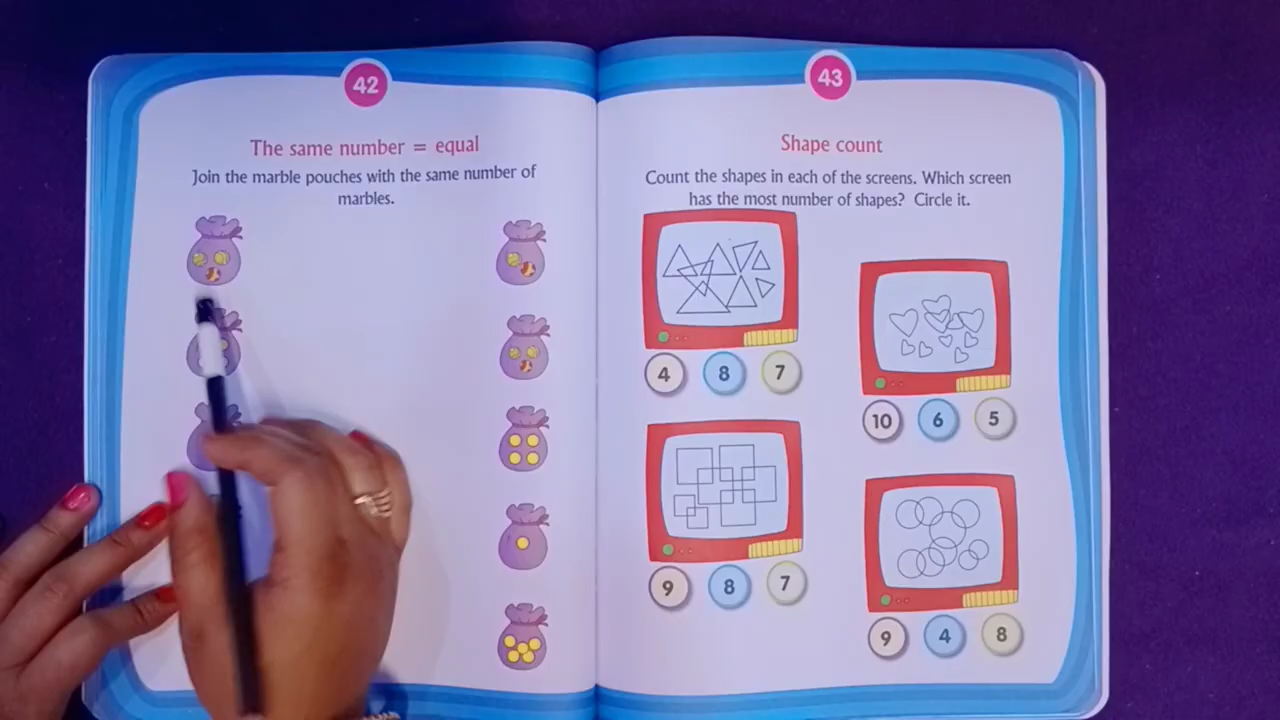 42
The same number = equal
Join the marble pouches with the same number of
marbles.
43
Shape count
Count the shapes in each of the screens. Which screen
has the most number of shapes? Circle it.
4 8 7
10 6 5
9 8 7
9 4 8